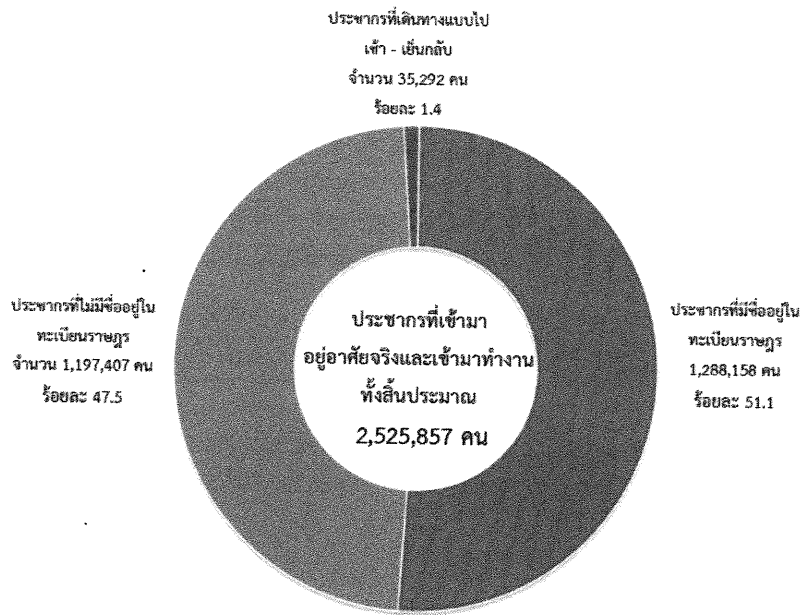 ประชากรที่เดินทางแบบไป
เช้า - เย็นกลับ
จำนวน 35,292 คน
ร้อยละ 1.4
ประชากรที่ไม่มีชื่ออยู่ใน
ทะเบียนราษฎร
จำนวน 1,197,407 คน
ร้อยละ 47.5
ประชากรที่เข้ามา
อยู่อาศัยจริงและเข้ามาทำงาน
ทั้งสิ้นประมาณ
2,525,857 คน
ประชากรที่มีชื่ออยู่ใน
ทะเบียนราษฎร
1,288,158 คน
ร้อยละ 51.1